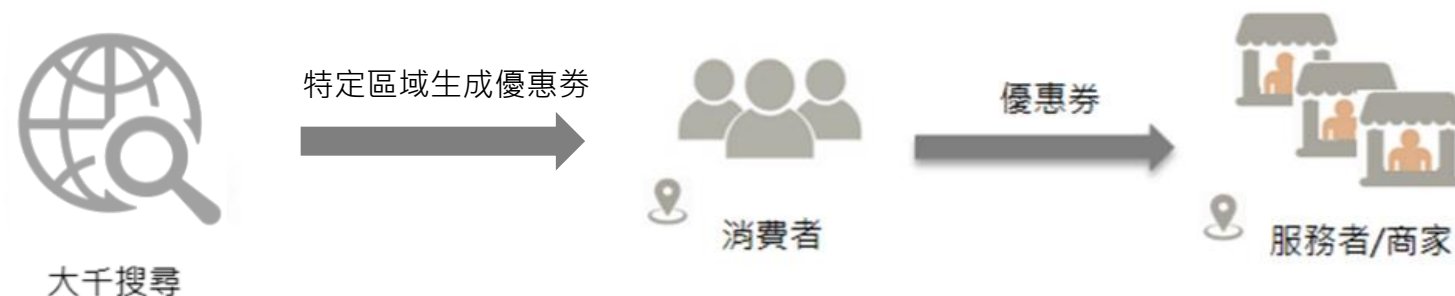 特定區域生成優惠券
優惠券
消費者
服務者/商家
大千搜尋